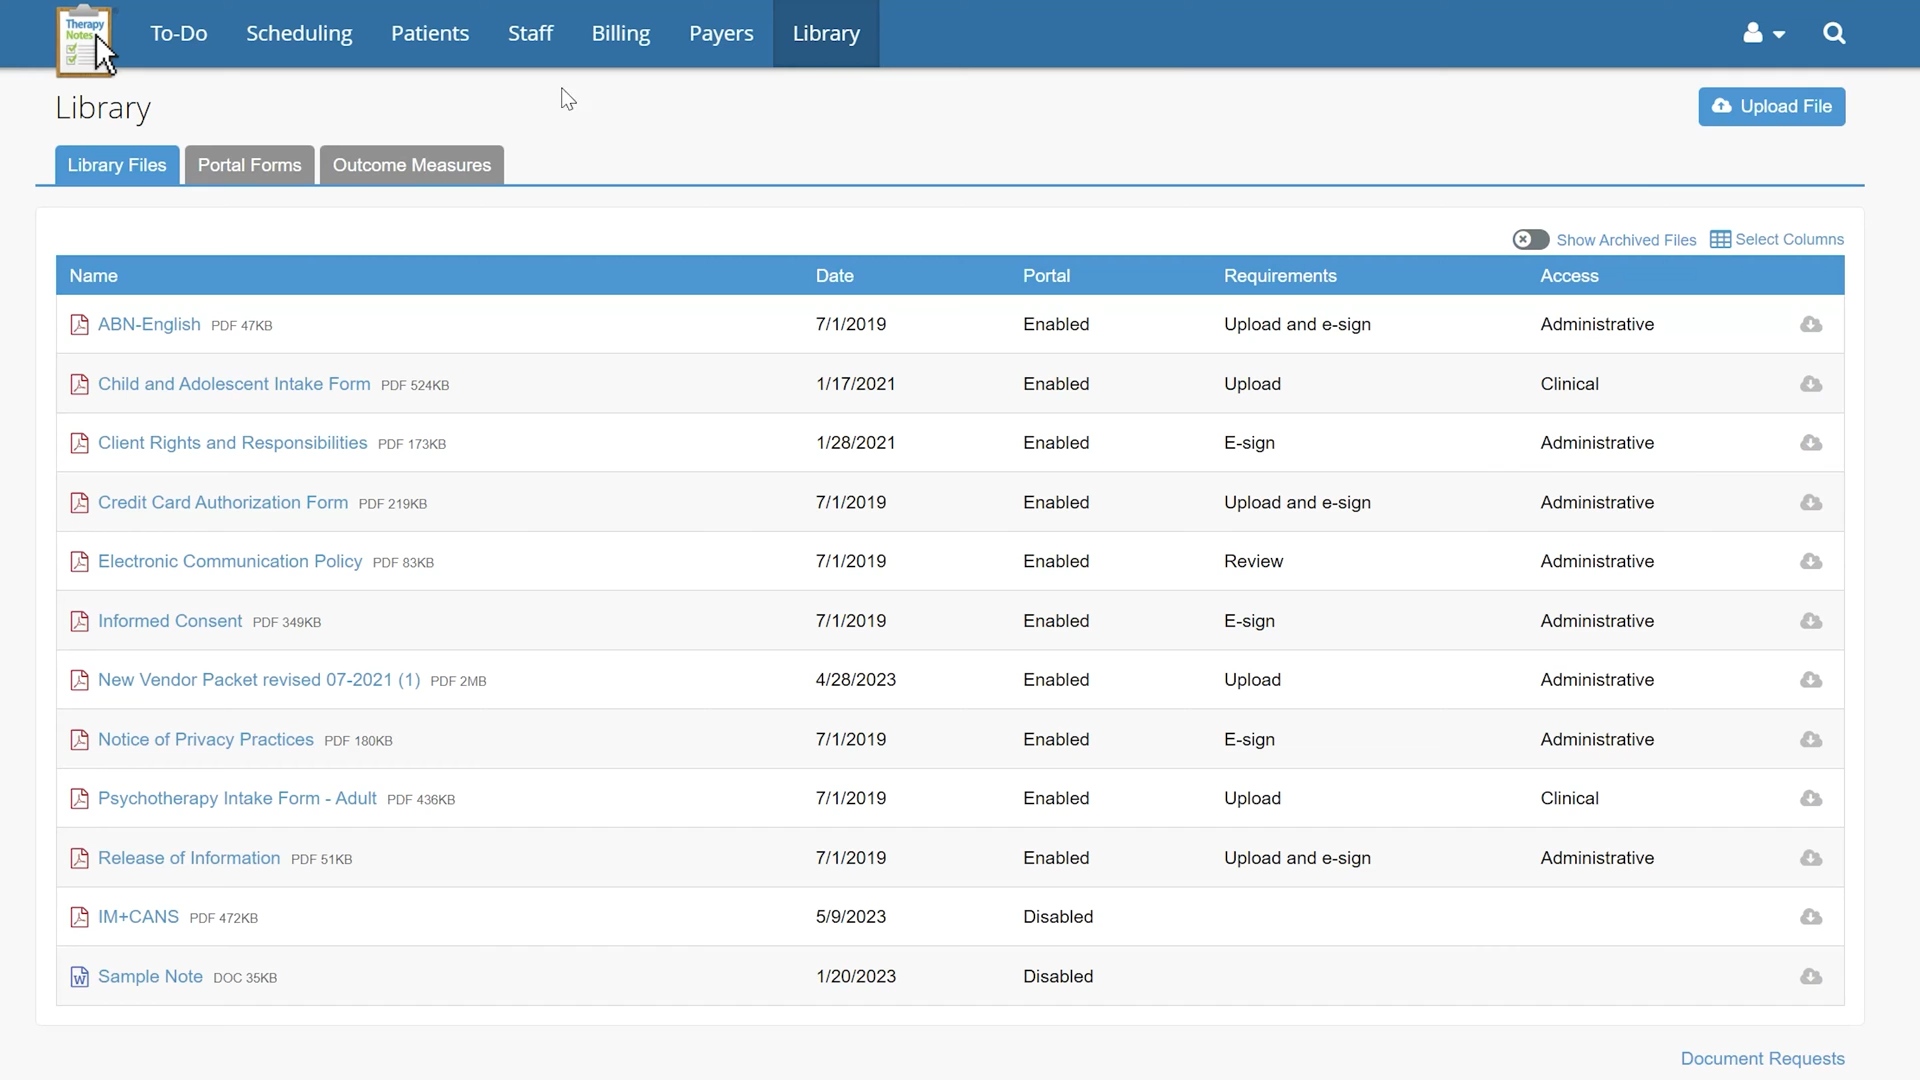 Therapy
Notes
To-Do Scheduling Patients Staff Billing Payers Library
Library
Upload File
Library Files Portal Forms Outcome Measures
Show Archived Files Select Columns
Name Date Portal Requirements Access
ABN-English PDF 47KB 7/1/2019 Enabled Upload and e-sign Administrative
Child and Adolescent Intake Form PDF 524KB 1/17/2021 Enabled Upload Clinical
Client Rights and Responsibilities PDF 173KB 1/28/2021 Enabled E-sign Administrative
Credit Card Authorization Form PDF 219KB 7/1/2019 Enabled Upload and e-sign Administrative
Electronic Communication Policy PDF 83KB 7/1/2019 Enabled Review Administrative
Informed Consent PDF 349KB 7/1/2019 Enabled E-sign Administrative
New Vendor Packet revised 07-2021 (1) PDF 2MB 4/28/2023 Enabled Upload Administrative
Notice of Privacy Practices PDF 180KB 7/1/2019 Enabled E-sign Administrative
Psychotherapy Intake Form - Adult PDF 436KB 7/1/2019 Enabled Upload Clinical
Release of Information PDF 51KB 7/1/2019 Enabled Upload and e-sign Administrative
IM+CANS PDF 472KB 5/9/2023 Disabled
Sample Note DOC 35KB 1/20/2023 Disabled
Document Requests